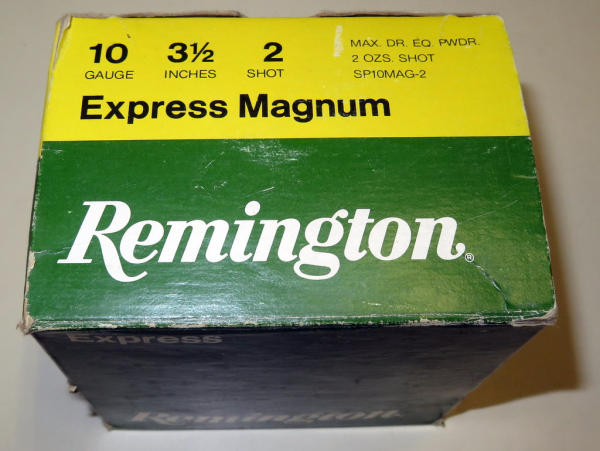 10 3½ 2 MAX. DR. EQ. PWDR.
GAUGE INCHES SHOT 2 OZS. SHOT
SP10MAG-2
Express Magnum
Remington®
Express
Remington